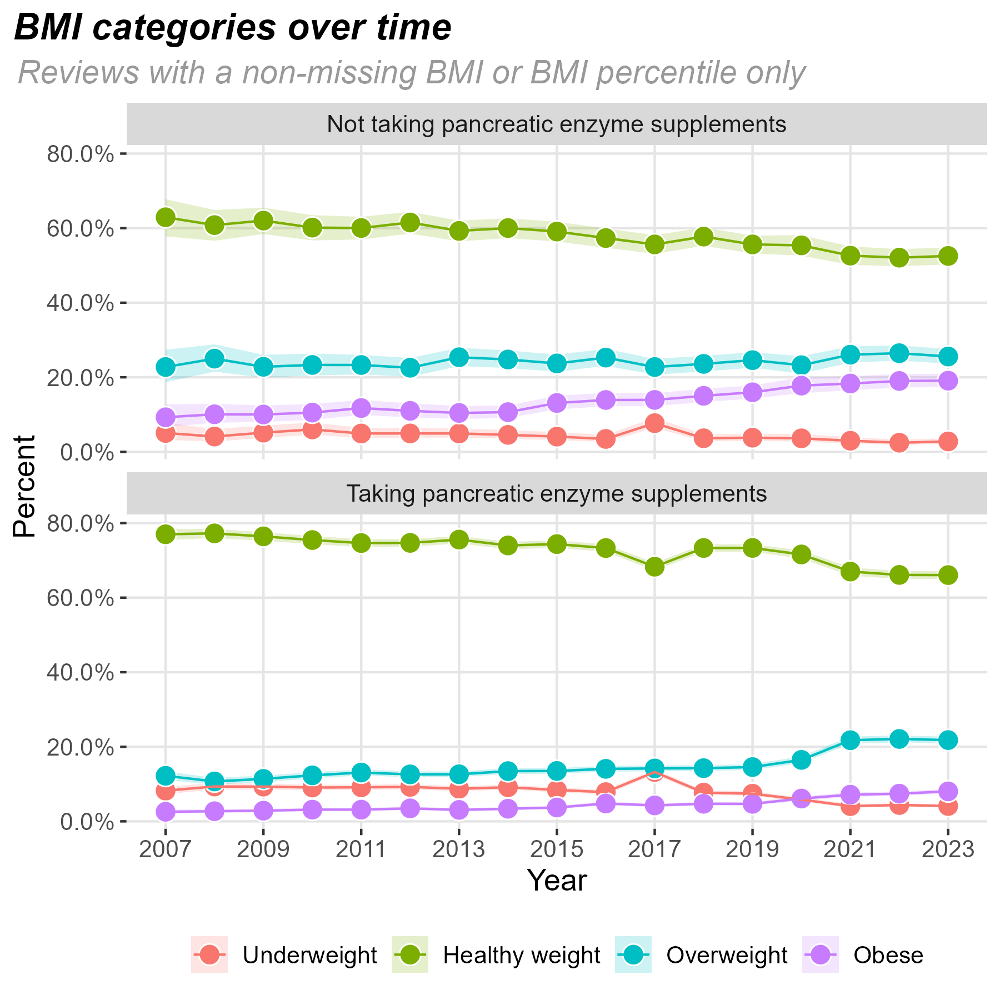 BMI categories over time
Reviews with a non-missing BMI or BMI percentile only
Not taking pancreatic enzyme supplements
80.0%
60.0%
40.0%
20.0%
0.0%
Percent
Taking pancreatic enzyme supplements
80.0%
60.0%
40.0%
20.0%
0.0%
2007 2009 2011 2013 2015 2017 2019 2021 2023
Year
Underweight Healthy weight Overweight Obese